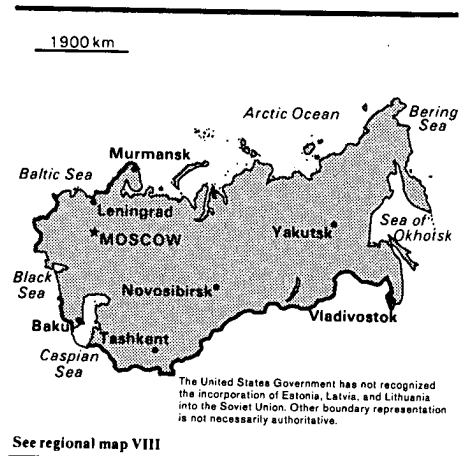 1900 km
Arctic Ocean
Bering
Sea
Murmansk
Baltic Sea
Leningrad
MOSCOW
Yakutsk
Sea of
Okhotsk
Black
Sea
Novosibirsk
Baku
Tashkent
Vladivostok
Caspian
Sea
The United States Government has not recognized
the incorporation of Estonia, Latvia, and Lithuania
into the Soviet Union. Other boundary representation
is not necessarily authoritative.
See regional map VIII